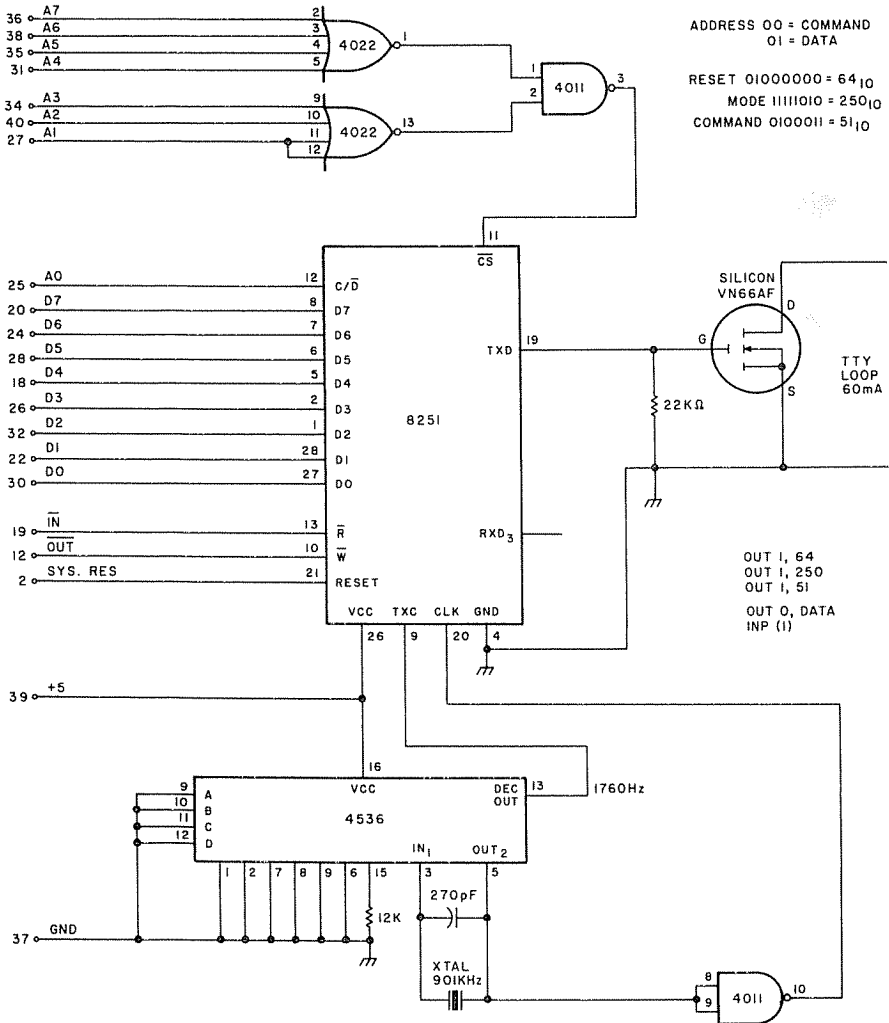 36 A7 2
38 A6 3
35 A5 4
31 A4 5
4022
1
34 A3 9
40 A2 10
27 A1 11
12
4022
13
1
2
4011
3
ADDRESS 00 = COMMAND
01 = DATA
RESET 01000000 = 64₁₀
MODE 11111010 = 250₁₀
COMMAND 0100011 = 51₁₀
11
C̅S̅
25 A0 12 C/D̅
20 D7 8 D7
24 D6 7 D6
28 D5 6 D5
18 D4 5 D4
26 D3 2 D3
32 D2 1 D2
22 D1 28 D1
30 D0 27 D0
19 I̅N̅ 13 R̅
12 O̅U̅T̅ 10 W̅
2 SYS. RES 21 RESET
8251
TXD 19
RXD 3
VCC TXC CLK GND
26 9 20 4
SILICON
VN66AF
D
G
S
22KΩ
TTY
LOOP
60mA
OUT 1, 64
OUT 1, 250
OUT 1, 51
OUT 0, DATA
INP (1)
39 +5
16
VCC
9 A
10 B
11 C
12 D
4536
DEC
OUT
13
1760Hz
IN₁ OUT₂
1 2 7 8 9 6 15 3 5
12K
270pF
37 GND
XTAL
901KHz
8
9
4011
10